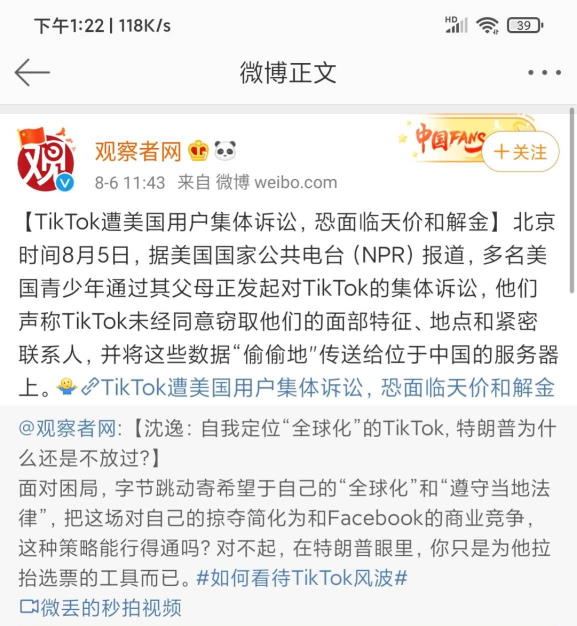 下午1:22 | 118K/s HD 39
微博正文
观
中国FANS
观察者网
+关注
8-6 11:43 来自 微博 weibo.com
【TikTok遭美国用户集体诉讼，恐面临天价和解金】北京
时间8月5日，据美国国家公共电台（NPR）报道，多名美
国青少年通过其父母正发起对TikTok的集体诉讼，他们
声称TikTok未经同意窃取他们的面部特征、地点和紧密
联系人，并将这些数据“偷偷地"传送给位于中国的服务器
上。🤷TikTok遭美国用户集体诉讼，恐面临天价和解金
@观察者网:【沈逸：自我定位“全球化”的TikTok, 特朗普为什
么还是不放过?】
面对困局，字节跳动寄希望于自己的“全球化”和“遵守当地法
律”，把这场对自己的掠夺简化为和Facebook的商业竞争，
这种策略能行得通吗？对不起，在特朗普眼里，你只是为他拉
抬选票的工具而已。#如何看待TikTok风波#
微丢的秒拍视频